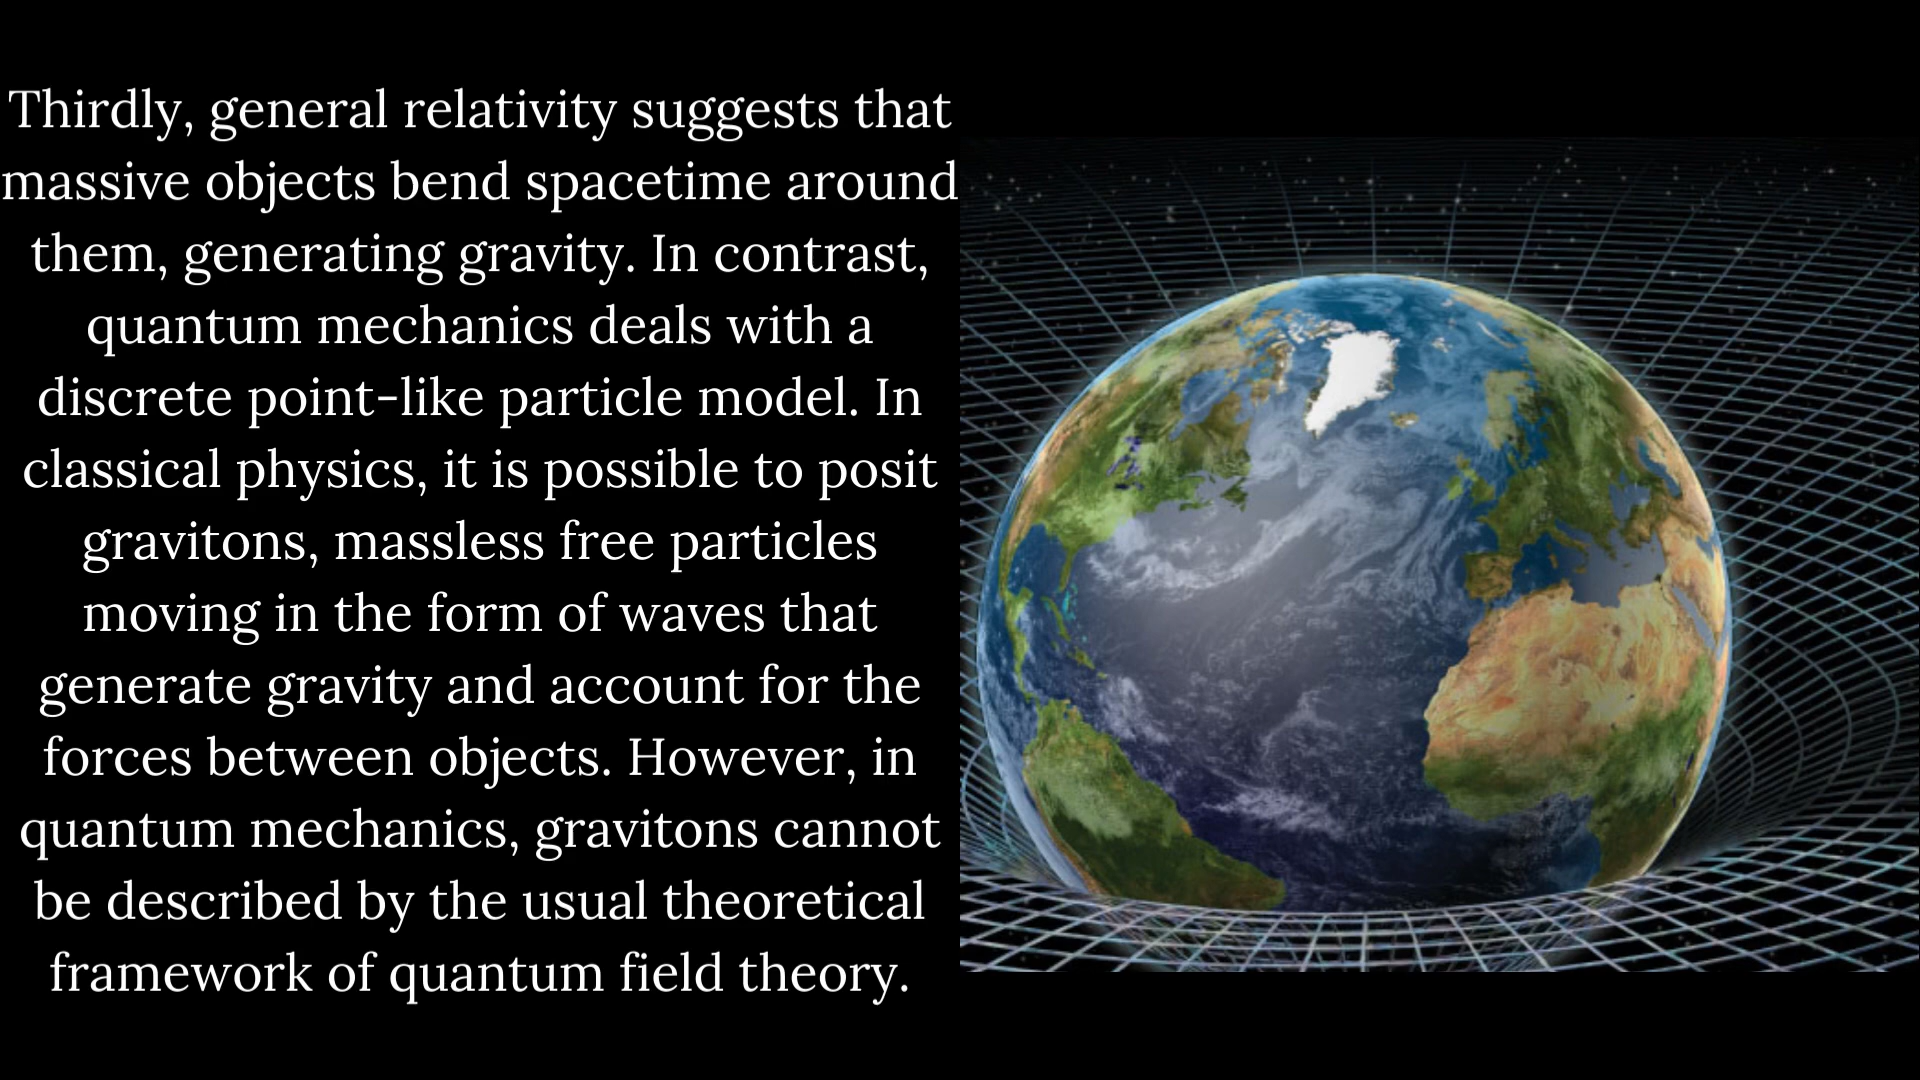 Thirdly, general relativity suggests that
massive objects bend spacetime around
them, generating gravity. In contrast,
quantum mechanics deals with a
discrete point-like particle model. In
classical physics, it is possible to posit
gravitons, massless free particles
moving in the form of waves that
generate gravity and account for the
forces between objects. However, in
quantum mechanics, gravitons cannot
be described by the usual theoretical
framework of quantum field theory.